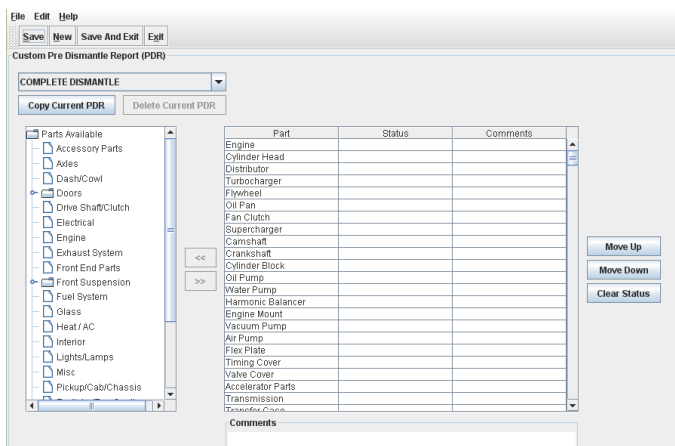 File Edit Help
Save New Save And Exit Exit
Custom Pre Dismantle Report (PDR)
COMPLETE DISMANTLE
Copy Current PDR Delete Current PDR
Parts Available
Accessory Parts
Axles
Dash/Cowl
Doors
Drive Shaft/Clutch
Electrical
Engine
Exhaust System
Front End Parts
Front Suspension
Fuel System
Glass
Heat / AC
Interior
Lights/Lamps
Misc
Pickup/Cab/Chassis
<<
>>
Part Status Comments
Engine
Cylinder Head
Distributor
Turbocharger
Flywheel
Oil Pan
Fan Clutch
Supercharger
Camshaft
Crankshaft
Cylinder Block
Oil Pump
Water Pump
Harmonic Balancer
Engine Mount
Vacuum Pump
Air Pump
Flex Plate
Timing Cover
Valve Cover
Accelerator Parts
Transmission
Transfer Case
Move Up
Move Down
Clear Status
Comments